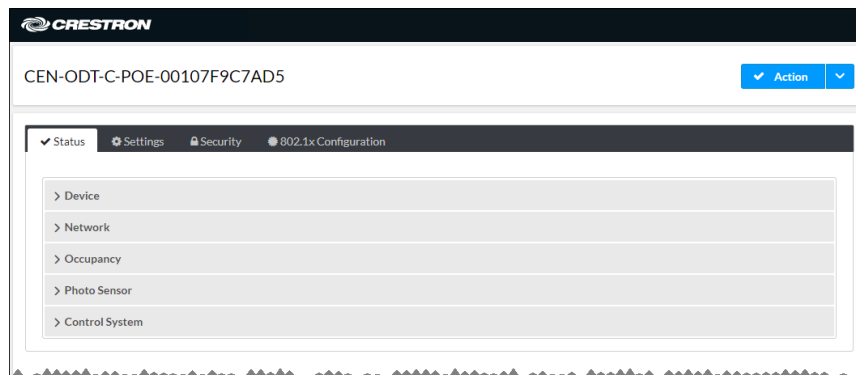 CRESTRON
CEN-ODT-C-POE-00107F9C7AD5
Action
Status Settings Security 802.1x Configuration
Device
Network
Occupancy
Photo Sensor
Control System